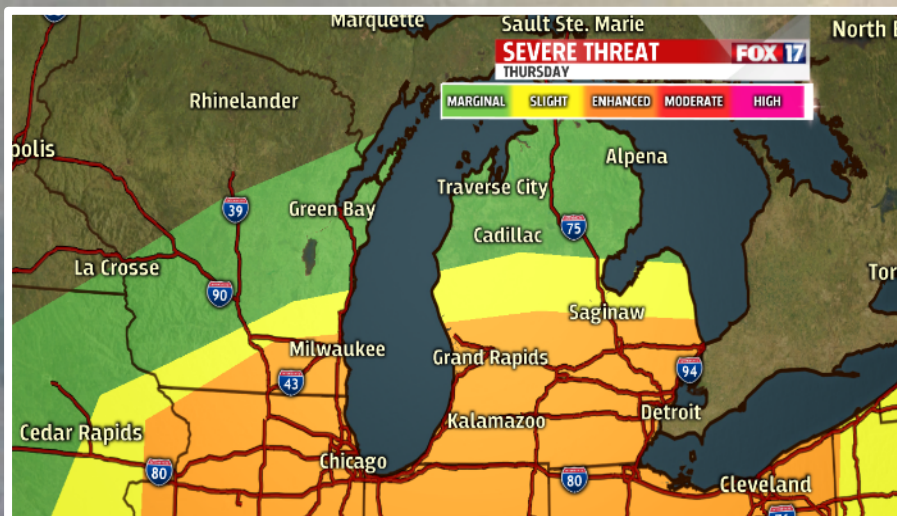 Marquette
Sault Ste. Marie
North
SEVERE THREAT
FOX 17
THURSDAY
MARGINAL SLIGHT ENHANCED MODERATE HIGH
Rhinelander
polis
Alpena
Traverse City
39
Green Bay
75
Cadillac
La Crosse
Tor
90
Saginaw
Milwaukee
Grand Rapids
94
43
Kalamazoo
Detroit
Cedar Rapids
Chicago
80
80
Cleveland